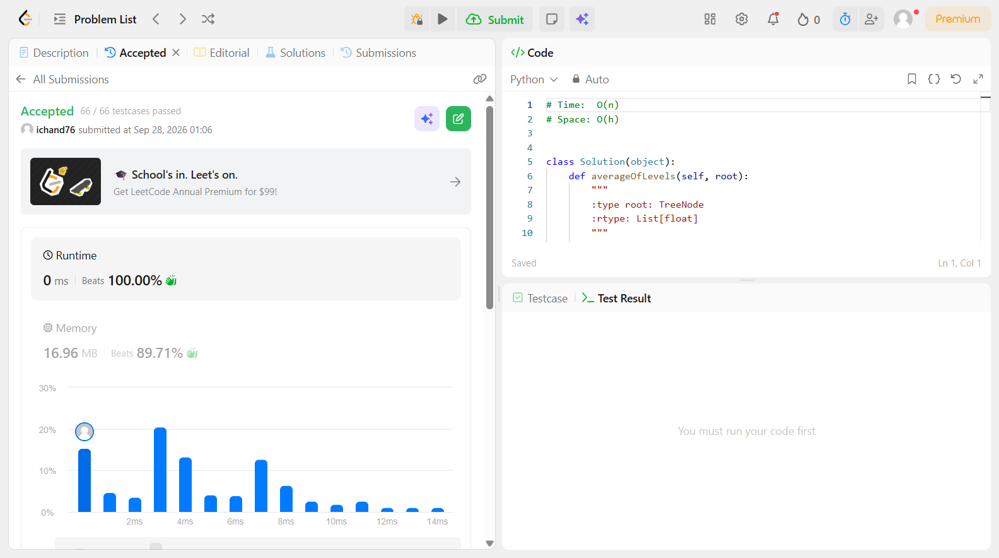 Problem List
Submit
0
Premium
Description
Accepted
Editorial
Solutions
Submissions
All Submissions
Accepted 66 / 66 testcases passed
ichand76 submitted at Sep 28, 2026 01:06
School's in. Leet's on.
Get LeetCode Annual Premium for $99!
Runtime
0 ms Beats 100.00%
Memory
16.96 MB Beats 89.71%
30%
20%
10%
0%
2ms 4ms 6ms 8ms 10ms 12ms 14ms
Code
Python Auto
1 # Time:  O(n)
2 # Space: O(h)
3
4
5 class Solution(object):
6     def averageOfLevels(self, root):
7         """
8         :type root: TreeNode
9         :rtype: List[float]
10         """
Saved Ln 1, Col 1
Testcase Test Result
You must run your code first